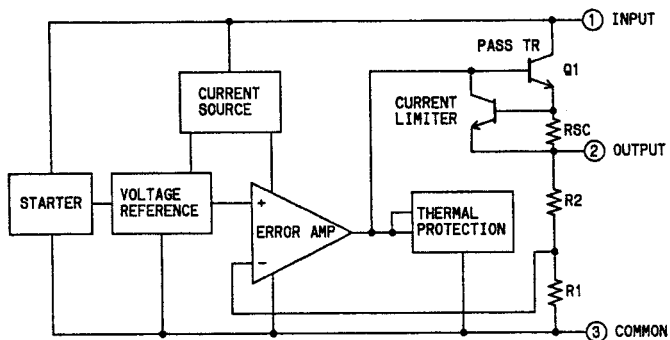 1 INPUT
PASS TR
Q1
CURRENT
SOURCE
CURRENT
LIMITER
RSC
2 OUTPUT
STARTER
VOLTAGE
REFERENCE
+
ERROR AMP
−
THERMAL
PROTECTION
R2
R1
3 COMMON